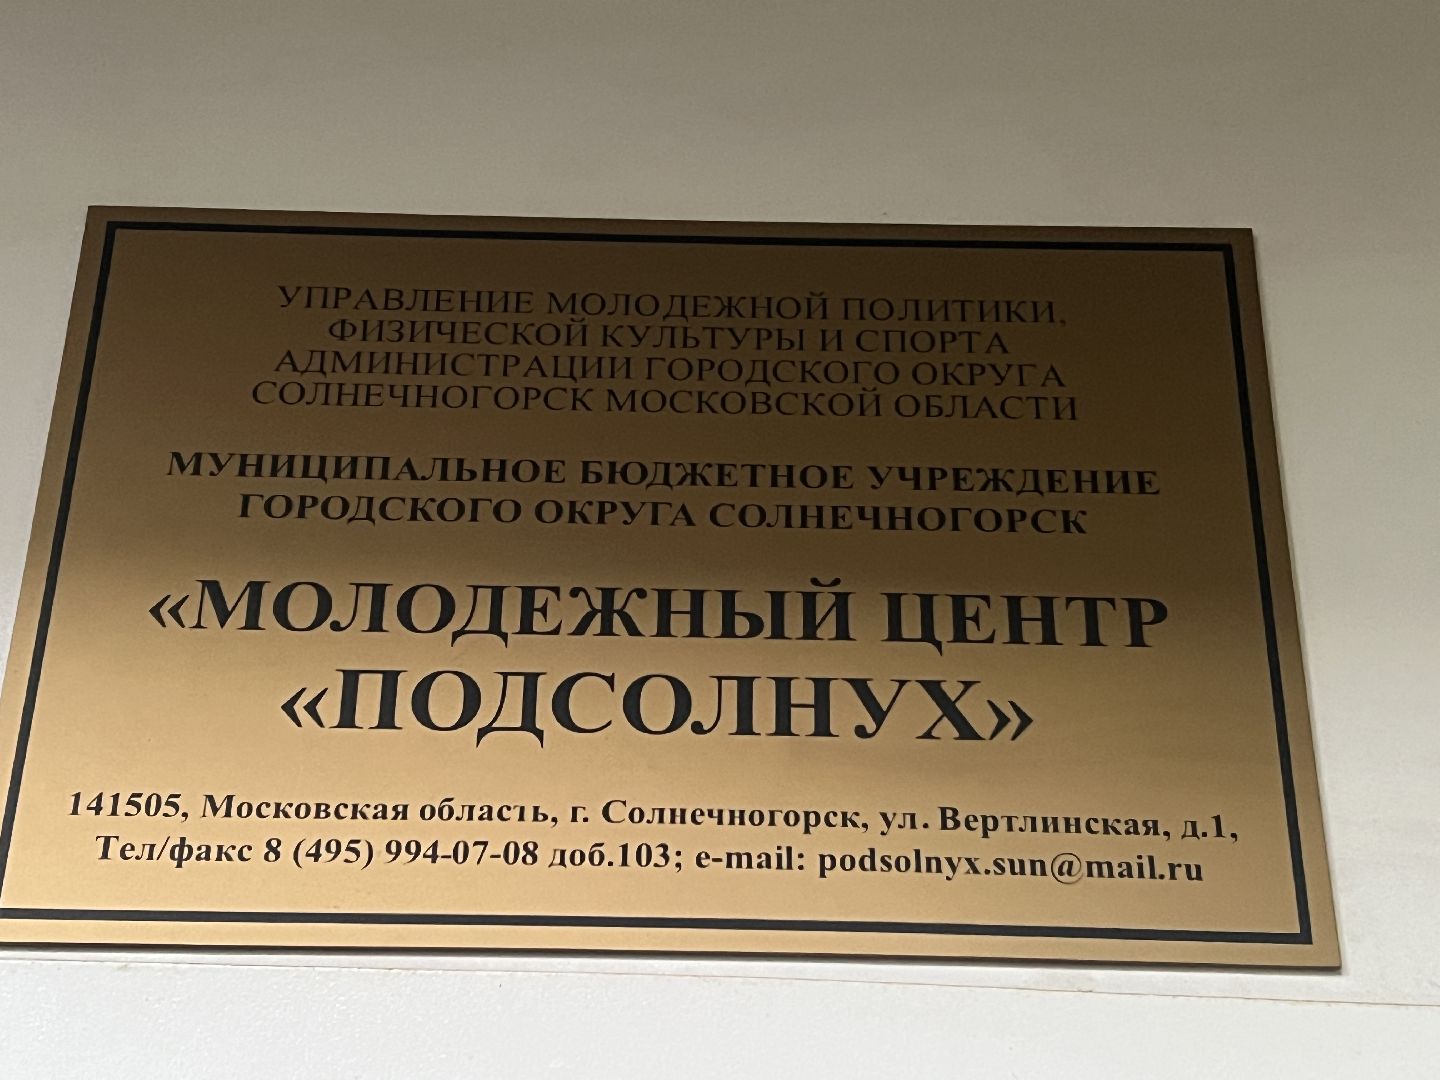 УПРАВЛЕНИЕ МОЛОДЕЖНОЙ ПОЛИТИКИ,
ФИЗИЧЕСКОЙ КУЛЬТУРЫ И СПОРТА
АДМИНИСТРАЦИИ ГОРОДСКОГО ОКРУГА
СОЛНЕЧНОГОРСК МОСКОВСКОЙ ОБЛАСТИ
МУНИЦИПАЛЬНОЕ БЮДЖЕТНОЕ УЧРЕЖДЕНИЕ
ГОРОДСКОГО ОКРУГА СОЛНЕЧНОГОРСК
«МОЛОДЕЖНЫЙ ЦЕНТР
«ПОДСОЛНУХ»
141505, Московская область, г. Солнечногорск, ул. Вертлинская, д.1,
Тел/факс 8 (495) 994-07-08 доб.103; e-mail: podsolnyx.sun@mail.ru